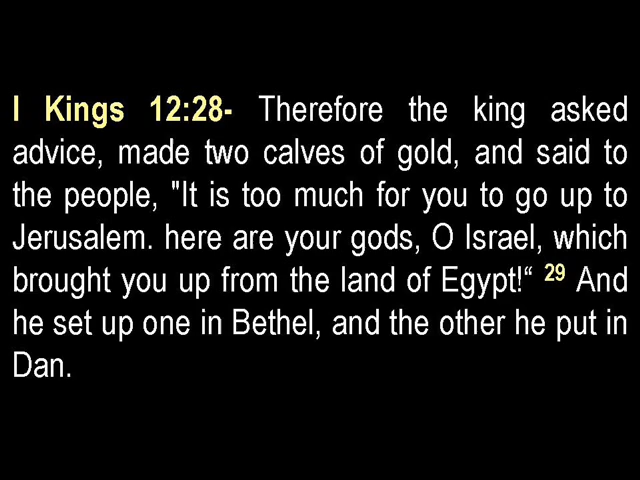 I Kings 12:28- Therefore the king asked
advice, made two calves of gold, and said to
the people, "It is too much for you to go up to
Jerusalem. here are your gods, O Israel, which
brought you up from the land of Egypt!“ 29 And
he set up one in Bethel, and the other he put in
Dan.